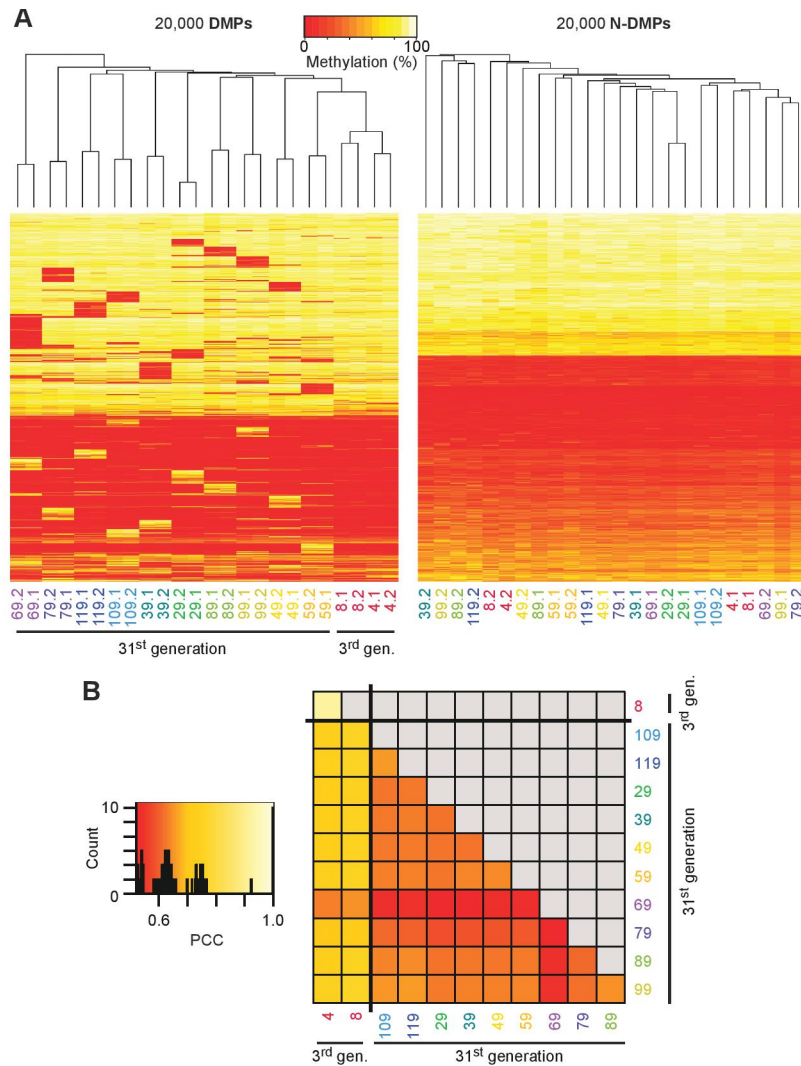 A
20,000 DMPs
0 100
Methylation (%)
20,000 N-DMPs
69.2 69.1 79.2 79.1 119.1 119.2 109.1 109.2 39.1 39.2 29.2 29.1 89.1 89.2 99.1 99.2 49.2 49.1 59.2 59.1 8.1 8.2 4.1 4.2
31st generation 3rd gen.
39.2 99.2 89.2 119.2 8.2 4.2 49.2 89.1 59.1 59.2 119.1 49.1 79.1 39.1 69.1 29.2 29.1 109.1 109.2 4.1 8.1 69.2 99.1 79.2
B
8
3rd gen.
109
119
29
39
49
59
69
79
89
99
31st generation
10
5
0
Count
0.6 1.0
PCC
4 8 109 119 29 39 49 59 69 79 89
3rd gen. 31st generation